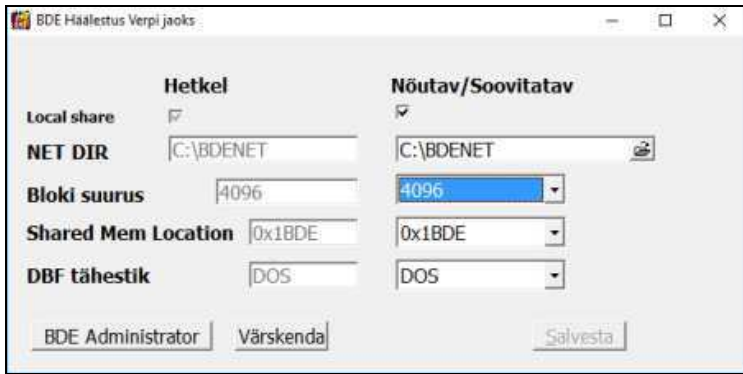 BDE Häälestus Verpi jaoks
Hetkel Nõutav/Soovitatav
Local share
NET DIR C:\BDENET C:\BDENET
Bloki suurus 4096 4096
Shared Mem Location 0x1BDE 0x1BDE
DBF tähestik DOS DOS
BDE Administrator Värskenda Salvesta